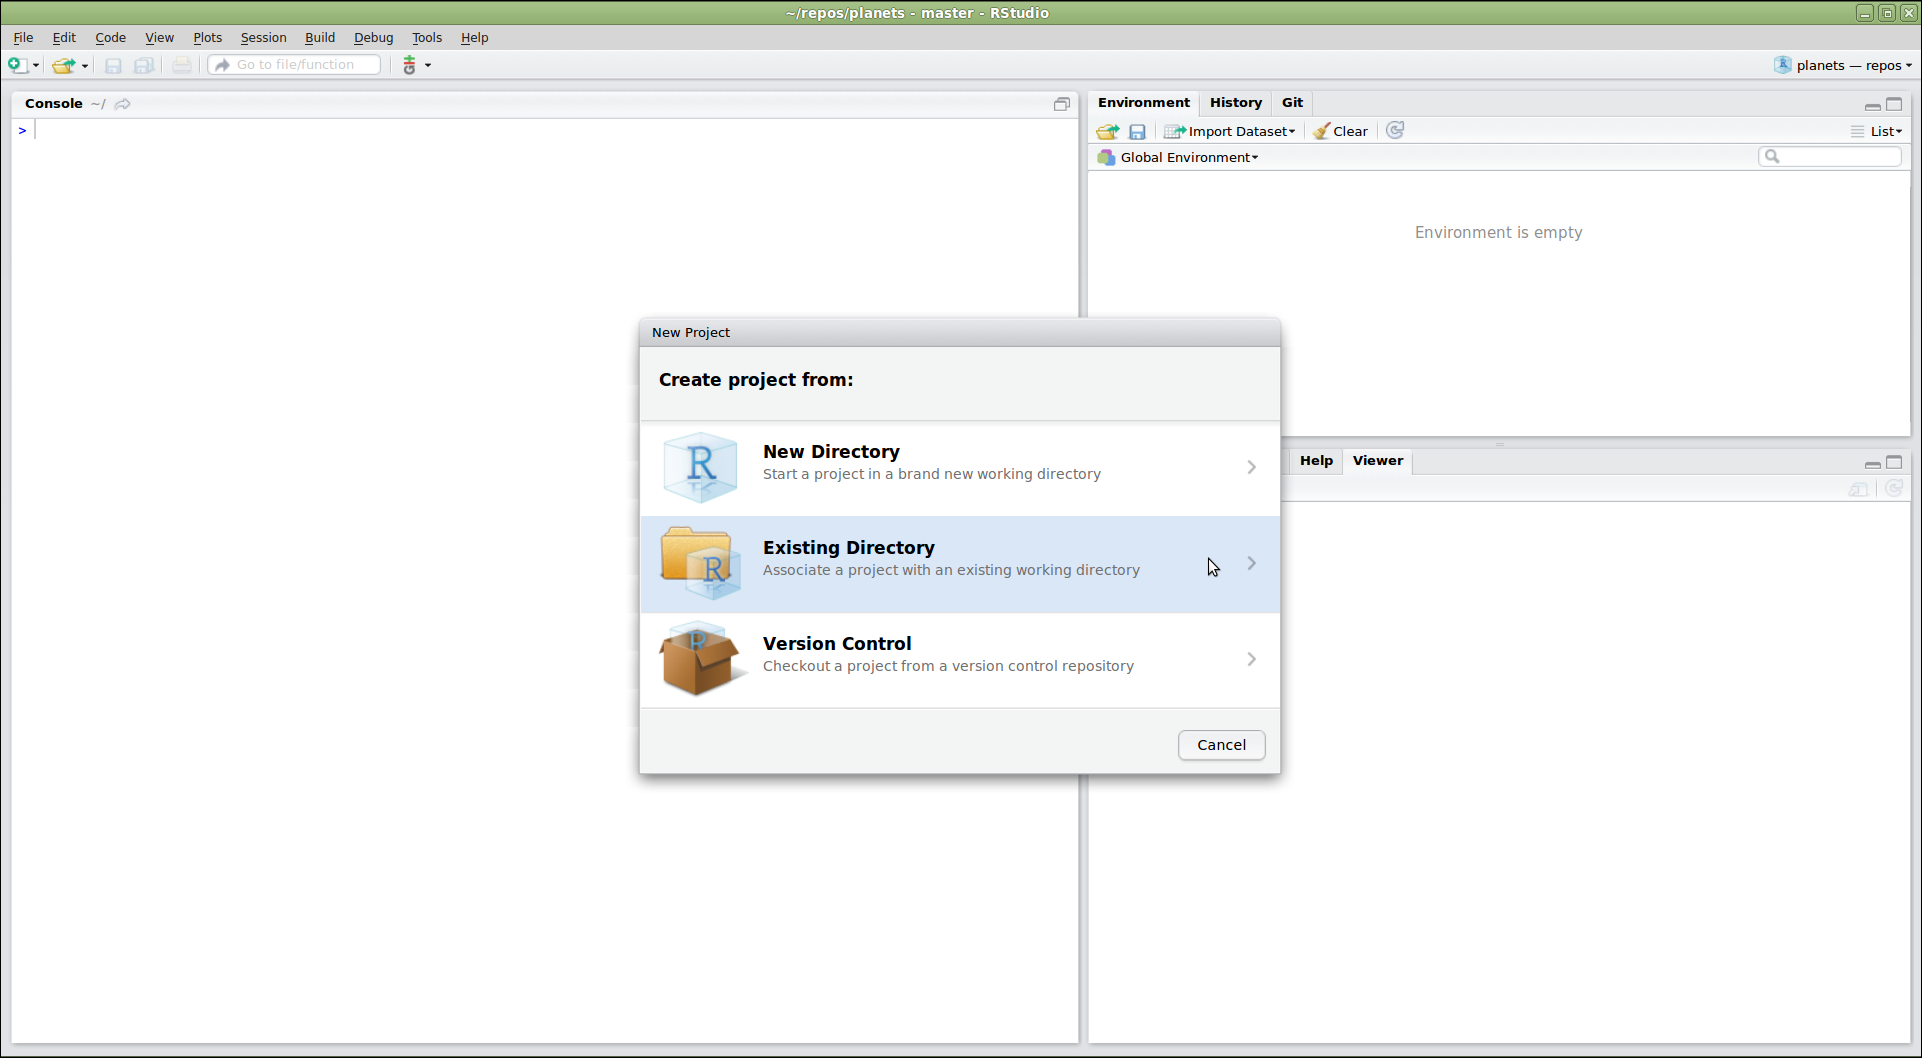 ~/repos/planets - master - RStudio
File Edit Code View Plots Session Build Debug Tools Help
Go to file/function
planets — repos
Console ~/
>
Environment History Git
Import Dataset Clear List
Global Environment
Environment is empty
New Project
Create project from:
R
New Directory
Start a project in a brand new working directory
R
Existing Directory
Associate a project with an existing working directory
R
Version Control
Checkout a project from a version control repository
Cancel
Help Viewer